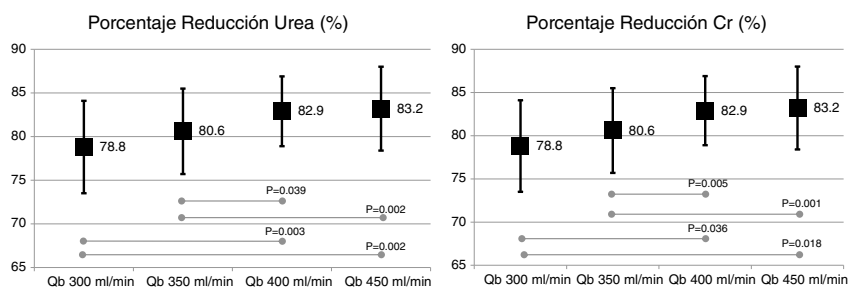 Porcentaje Reducción Urea (%)
90
85
80
75
70
65
78.8
80.6
82.9
83.2
P=0.039
P=0.002
P=0.003
P=0.002
Qb 300 ml/min Qb 350 ml/min Qb 400 ml/min Qb 450 ml/min
Porcentaje Reducción Cr (%)
90
85
80
75
70
65
78.8
80.6
82.9
83.2
P=0.005
P=0.001
P=0.036
P=0.018
Qb 300 ml/min Qb 350 ml/min Qb 400 ml/min Qb 450 ml/min